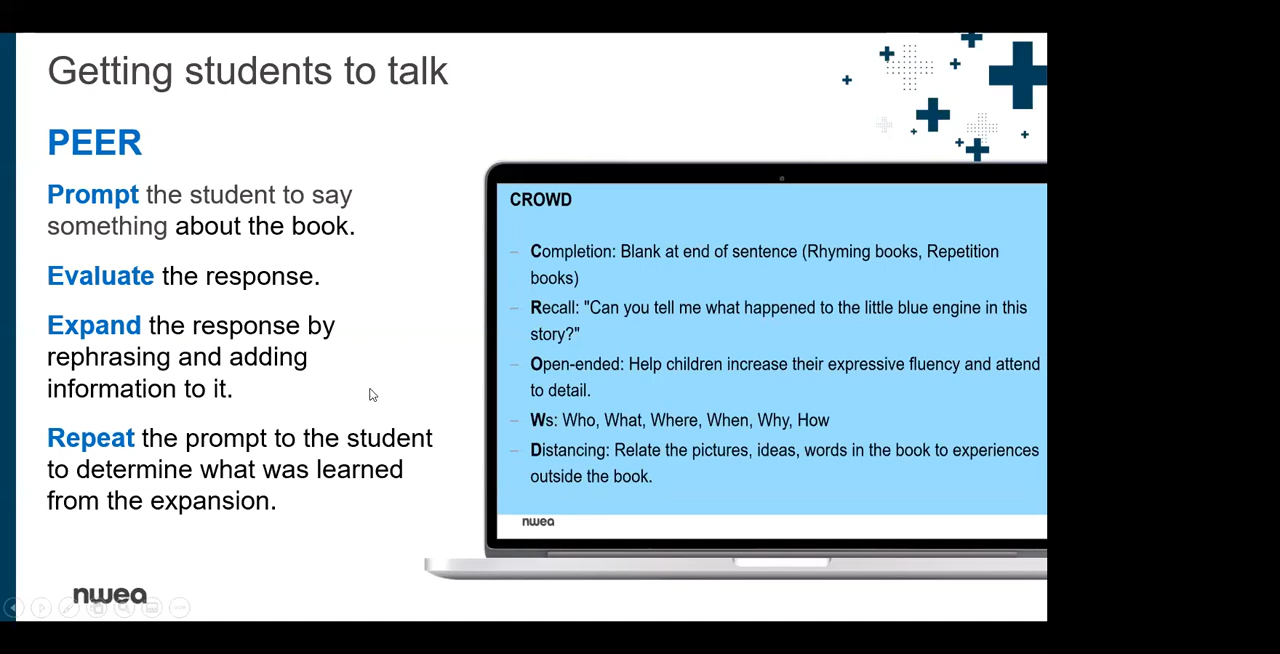 Getting students to talk
PEER
Prompt the student to say
something about the book.
Evaluate the response.
Expand the response by
rephrasing and adding
information to it.
Repeat the prompt to the student
to determine what was learned
from the expansion.
nwea
CROWD
– Completion: Blank at end of sentence (Rhyming books, Repetition
books)
– Recall: "Can you tell me what happened to the little blue engine in this
story?"
– Open-ended: Help children increase their expressive fluency and attend
to detail.
– Ws: Who, What, Where, When, Why, How
– Distancing: Relate the pictures, ideas, words in the book to experiences
outside the book.
nwea